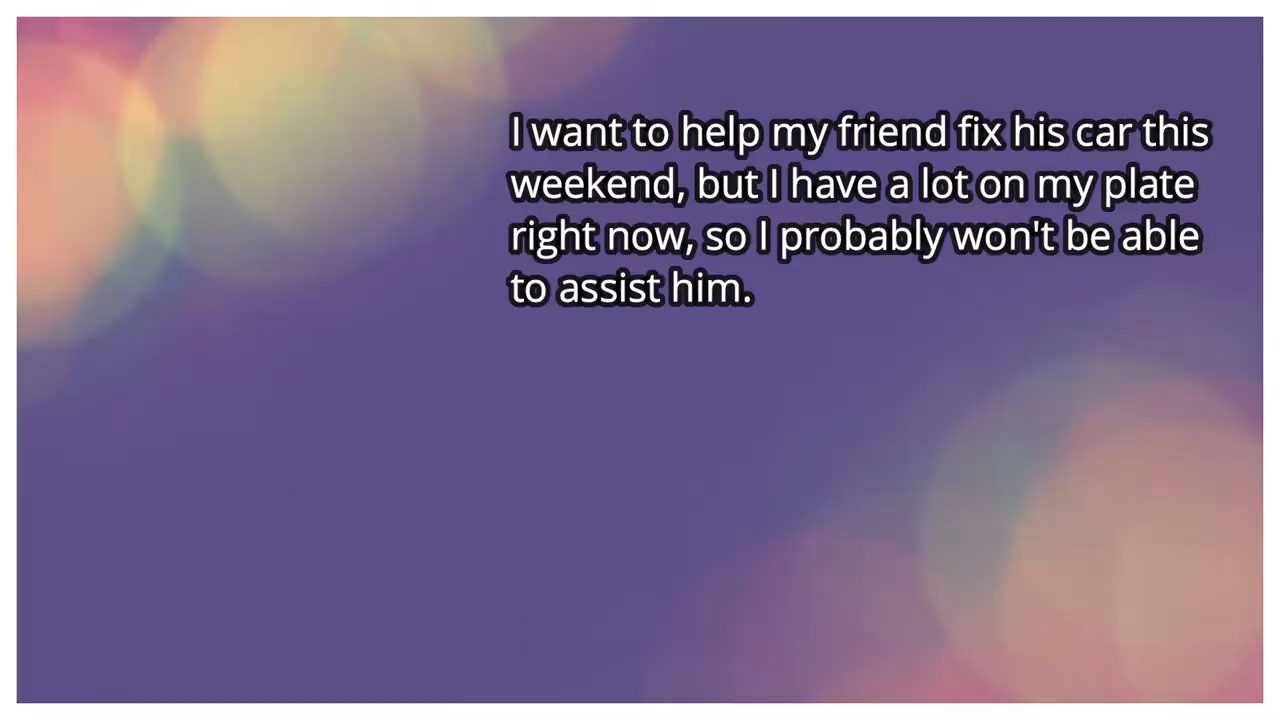 I want to help my friend fix his car this
weekend, but I have a lot on my plate
right now, so I probably won't be able
to assist him.